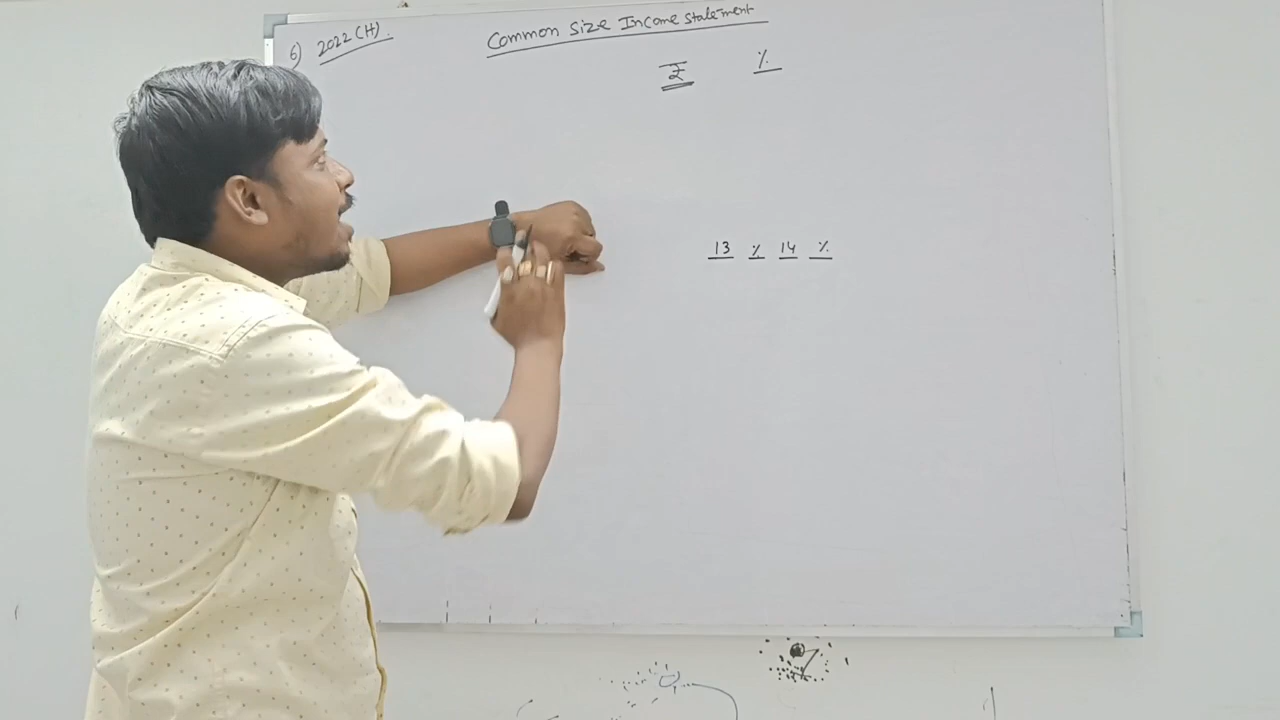 6) 2022 (H).
Common Size Income statement
₹ %
13 % 14 %